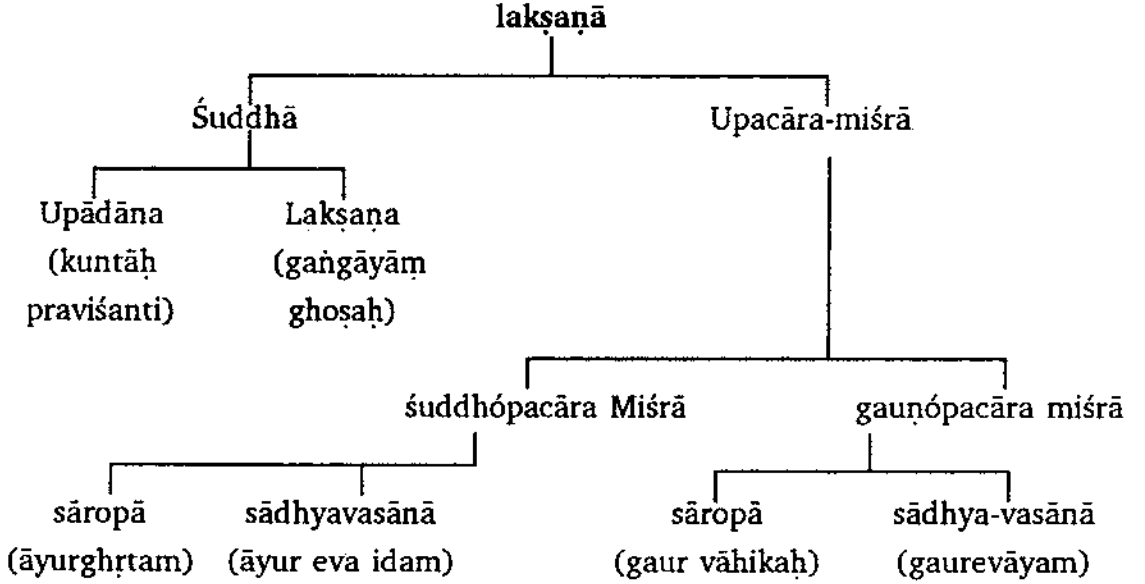 lakṣaṇā
Śuddhā Upacāra-miśrā
Upādāna Lakṣaṇa
(kuntāḥ (gaṅgāyāṃ
praviśanti) ghoṣaḥ)
śuddhópacāra Miśrā gauṇópacāra miśrā
sāropā sādhyavasānā sāropā sādhya-vasānā
(āyurghṛtam) (āyur eva idam) (gaur vāhikaḥ) (gaurevāyam)